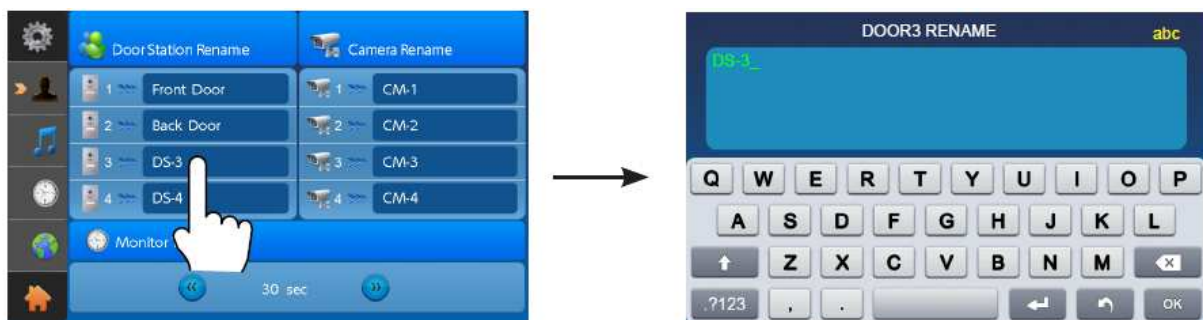 Door Station Rename
Camera Rename
1 Front Door
1 CM-1
2 Back Door
2 CM-2
3 DS-3
3 CM-3
4 DS-4
4 CM-4
Monitor
30 sec
DOOR3 RENAME
abc
DS-3_
Q W E R T Y U I O P
A S D F G H J K L
Z X C V B N M
.?123 , . OK